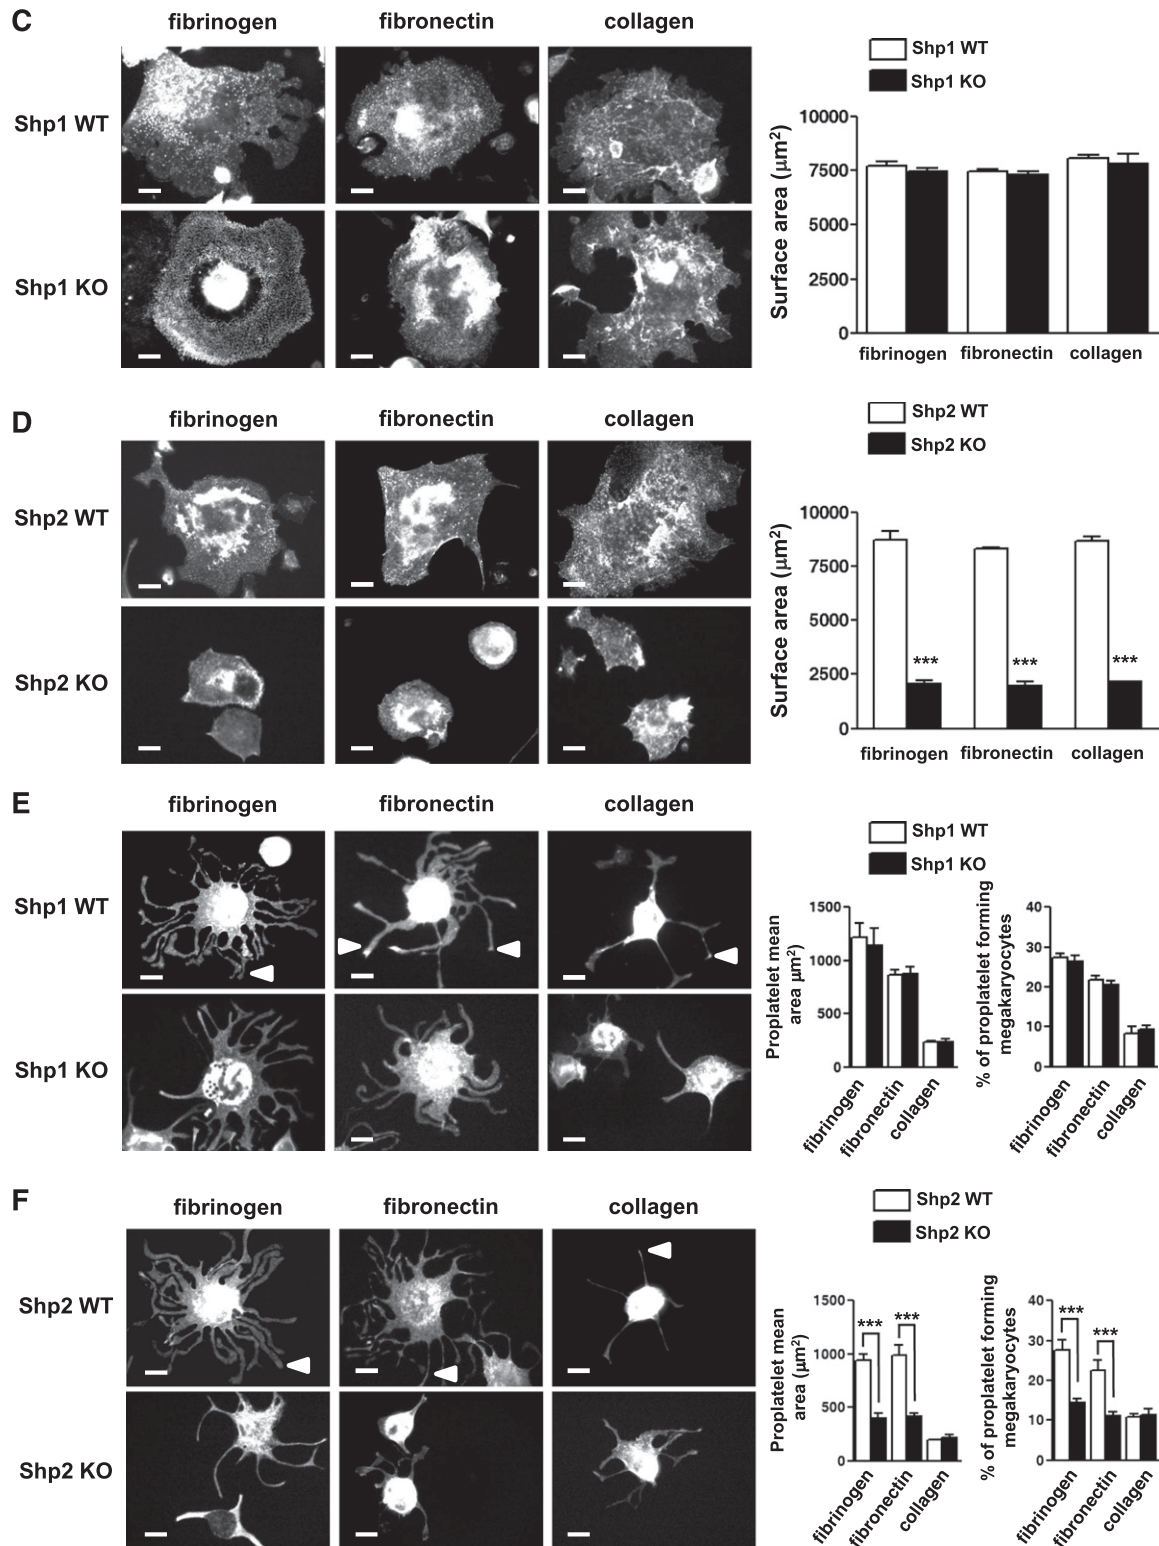 C
fibrinogen
fibronectin
collagen
Shp1 WT
Shp1 KO
Shp1 WT
Shp1 KO
Surface area (μm²)
10000
7500
5000
2500
0
fibrinogen
fibronectin
collagen
D
fibrinogen
fibronectin
collagen
Shp2 WT
Shp2 KO
Shp2 WT
Shp2 KO
Surface area (μm²)
10000
7500
5000
2500
0
***
***
***
fibrinogen
fibronectin
collagen
E
fibrinogen
fibronectin
collagen
Shp1 WT
Shp1 KO
Shp1 WT
Shp1 KO
Proplatelet mean
area μm²)
1500
1000
500
0
fibrinogen
fibronectin
collagen
% of proplatelet forming
megakaryocytes
40
30
20
10
0
fibrinogen
fibronectin
collagen
F
fibrinogen
fibronectin
collagen
Shp2 WT
Shp2 KO
Shp2 WT
Shp2 KO
Proplatelet mean
area (μm²)
1500
1000
500
0
***
***
fibrinogen
fibronectin
collagen
% of proplatelet forming
megakaryocytes
40
30
20
10
0
***
***
fibrinogen
fibronectin
collagen